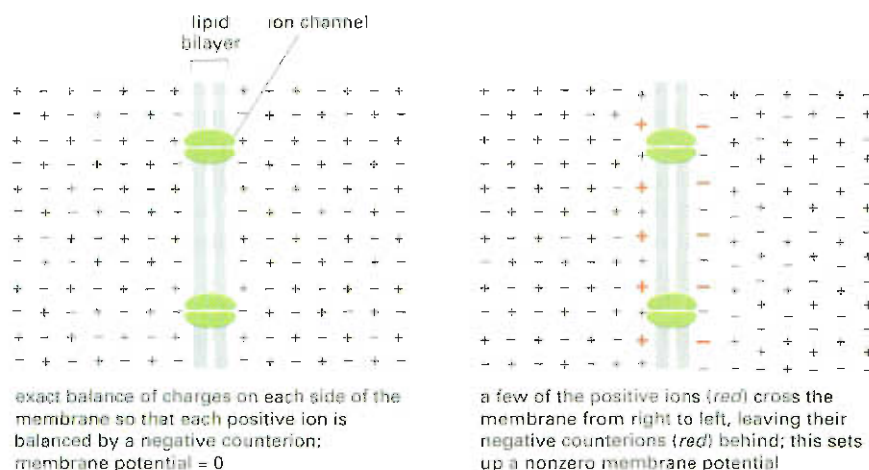 lipid
bilayer
ion channel
exact balance of charges on each side of the
membrane so that each positive ion is
balanced by a negative counterion;
membrane potential = 0
a few of the positive ions (red) cross the
membrane from right to left, leaving their
negative counterions (red) behind; this sets
up a nonzero membrane potential